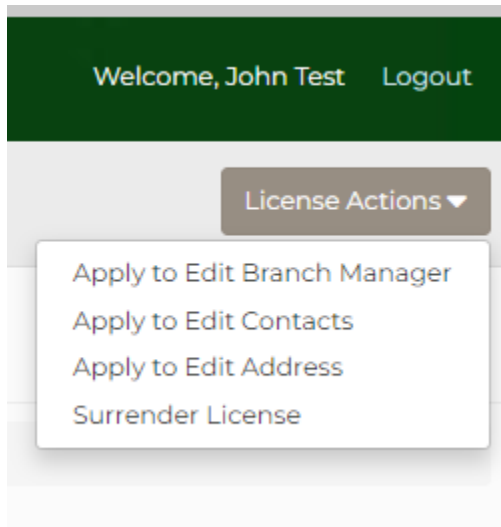 Welcome, John Test Logout
License Actions
Apply to Edit Branch Manager
Apply to Edit Contacts
Apply to Edit Address
Surrender License